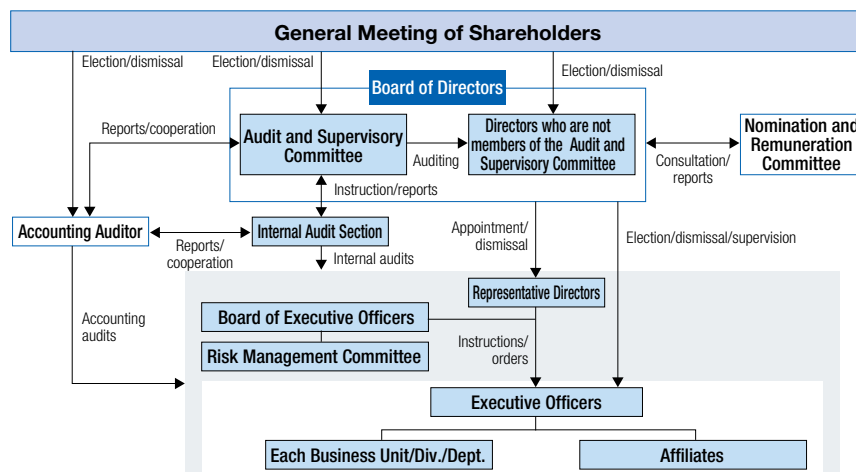 General Meeting of Shareholders
Election/dismissal
Election/dismissal
Election/dismissal
Board of Directors
Reports/cooperation
Audit and Supervisory
Committee
Auditing
Directors who are not
members of the Audit and
Supervisory Committee
Consultation/
reports
Nomination and
Remuneration
Committee
Instruction/reports
Accounting Auditor
Reports/
cooperation
Internal Audit Section
Internal audits
Appointment/
dismissal
Election/dismissal/supervision
Representative Directors
Accounting
audits
Board of Executive Officers
Risk Management Committee
Instructions/
orders
Executive Officers
Each Business Unit/Div./Dept.
Affiliates